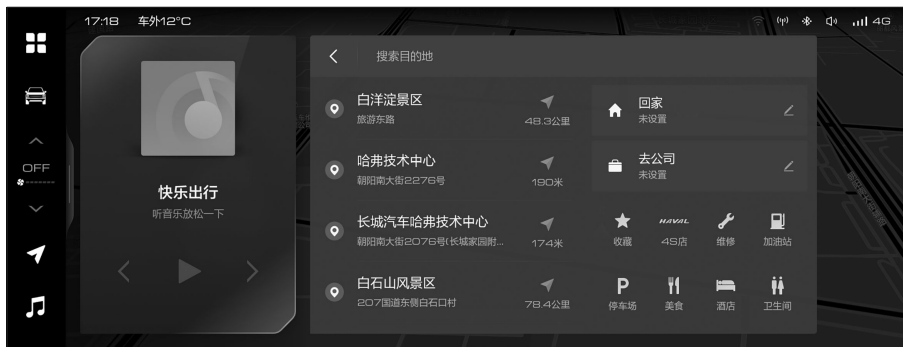 17:18 车外12°C
4G
搜索目的地
白洋淀景区
旅游东路
48.3公里
回家
未设置
哈弗技术中心
朝阳南大街2276号
190米
去公司
未设置
OFF
快乐出行
听音乐放松一下
长城汽车哈弗技术中心
朝阳南大街2076号(长城家园附...
174米
收藏
HAVAL
4S店
维修
加油站
白石山风景区
207国道东侧白石口村
78.4公里
P
停车场
美食
酒店
卫生间